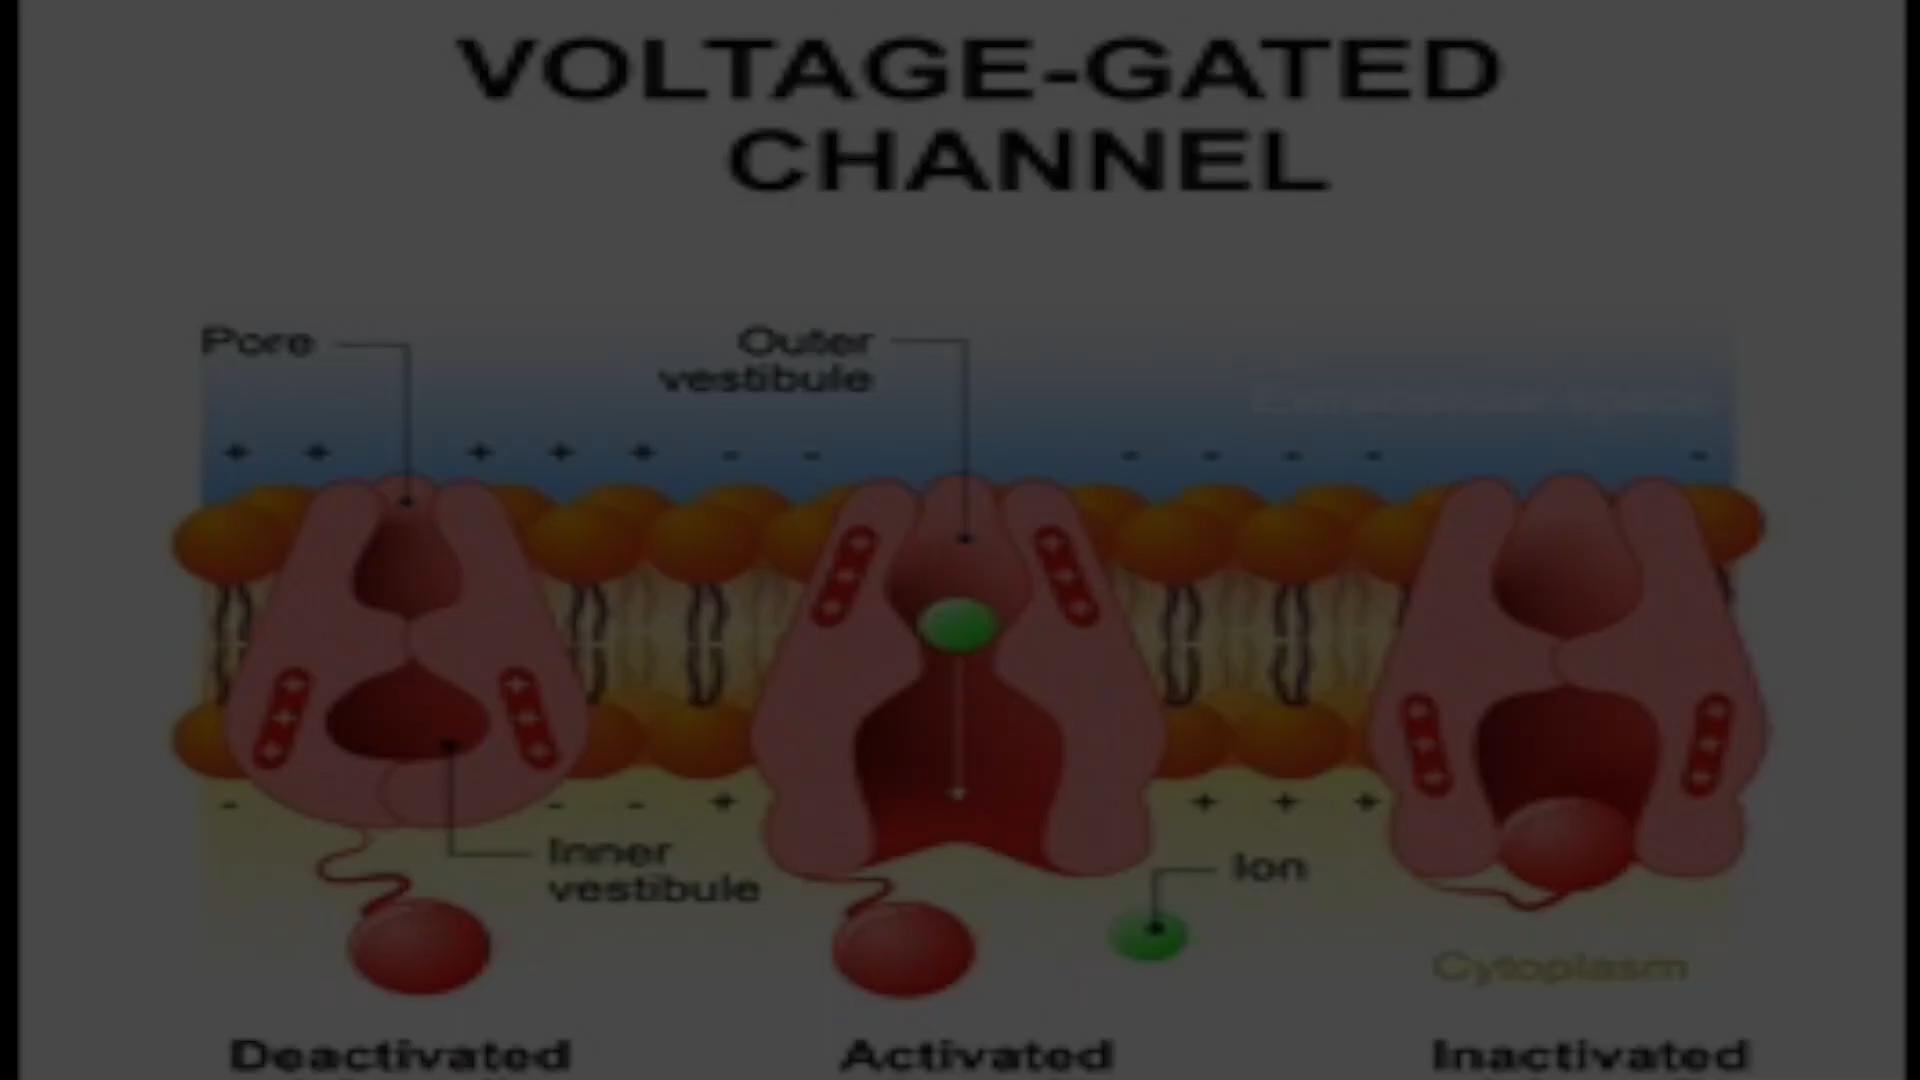 VOLTAGE-GATED
CHANNEL
Pore
Outer
vestibule
+ + + + + - - - - - - -
- - - + + + +
Inner
vestibule
Ion
Cytoplasm
Deactivated
Activated
Inactivated